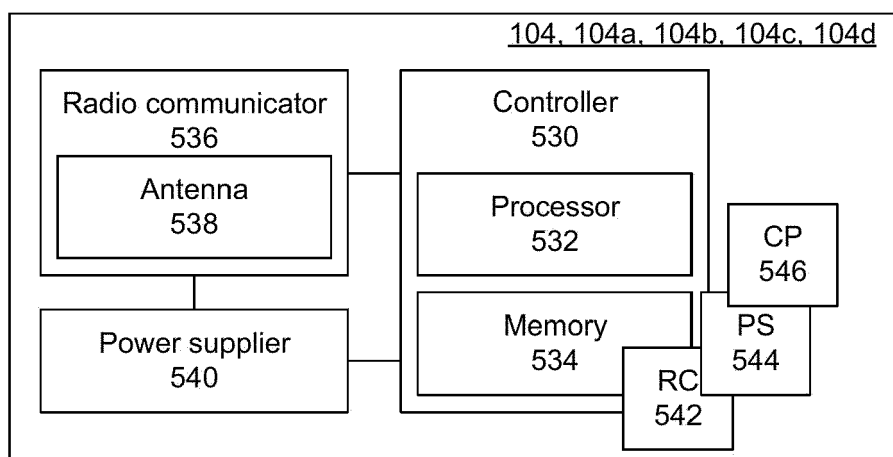 104, 104a, 104b, 104c, 104d
Radio communicator
536
Antenna
538
Power supplier
540
Controller
530
Processor
532
Memory
534
RC
542
PS
544
CP
546